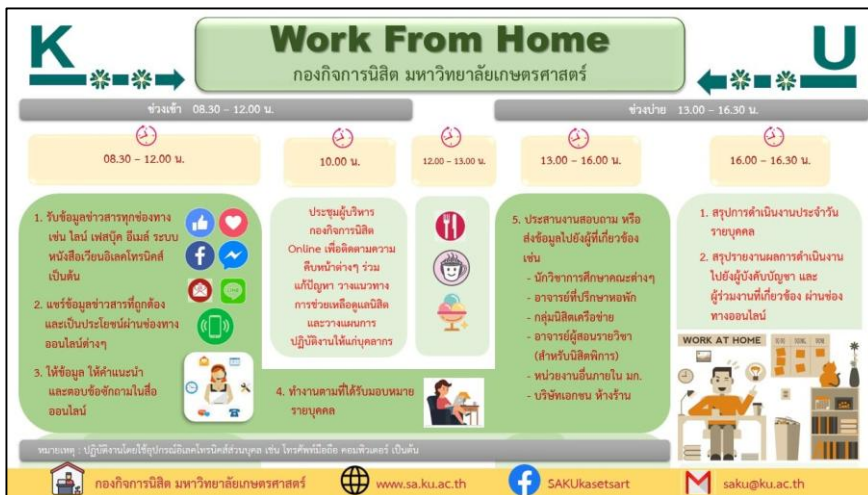 K
Work From Home
กองกิจการนิสิต มหาวิทยาลัยเกษตรศาสตร์
U
ช่วงเช้า 08.30 – 12.00 น.
ช่วงบ่าย 13.00 – 16.30 น.
08.30 – 12.00 น.
10.00 น.
12.00 – 13.00 น.
13.00 – 16.00 น.
16.00 – 16.30 น.
1. รับข้อมูลข่าวสารทุกช่องทาง
เช่น ไลน์ เฟสบุ๊ค อีเมล์ ระบบ
หนังสือเวียนอิเลคโทรนิคส์
เป็นต้น
2. แชร์ข้อมูลข่าวสารที่ถูกต้อง
และเป็นประโยชน์ผ่านช่องทาง
ออนไลน์ต่างๆ
3. ให้ข้อมูล ให้คำแนะนำ
และตอบข้อซักถามในสื่อ
ออนไลน์
ประชุมผู้บริหาร
กองกิจการนิสิต
Online เพื่อติดตามความ
คืบหน้าต่างๆ ร่วม
แก้ปัญหา วางแนวทาง
การช่วยเหลือดูแลนิสิต
และวางแผนการ
ปฏิบัติงานให้แก่บุคลากร
4. ทำงานตามที่ได้รับมอบหมาย
รายบุคคล
5. ประสานงานสอบถาม หรือ
ส่งข้อมูลไปยังผู้ที่เกี่ยวข้อง
เช่น
- นักวิชาการศึกษาคณะต่างๆ
- อาจารย์ที่ปรึกษาหอพัก
- กลุ่มนิสิตเครือข่าย
- อาจารย์ผู้สอนรายวิชา
(สำหรับนิสิตพิการ)
- หน่วยงานอื่นภายใน มก.
- บริษัทเอกชน ห้างร้าน
1. สรุปการดำเนินงานประจำวัน
รายบุคคล
2. สรุปรายงานผลการดำเนินงาน
ไปยังผู้บังคับบัญชา และ
ผู้ร่วมงานที่เกี่ยวข้อง ผ่านช่อง
ทางออนไลน์
WORK AT HOME
หมายเหตุ : ปฏิบัติงานโดยใช้อุปกรณ์อิเลคโทรนิคส์ส่วนบุคล เช่น โทรศัพท์มือถือ คอมพิวเตอร์ เป็นต้น
กองกิจการนิสิต มหาวิทยาลัยเกษตรศาสตร์
www.sa.ku.ac.th
SAKUkasetsart
saku@ku.ac.th